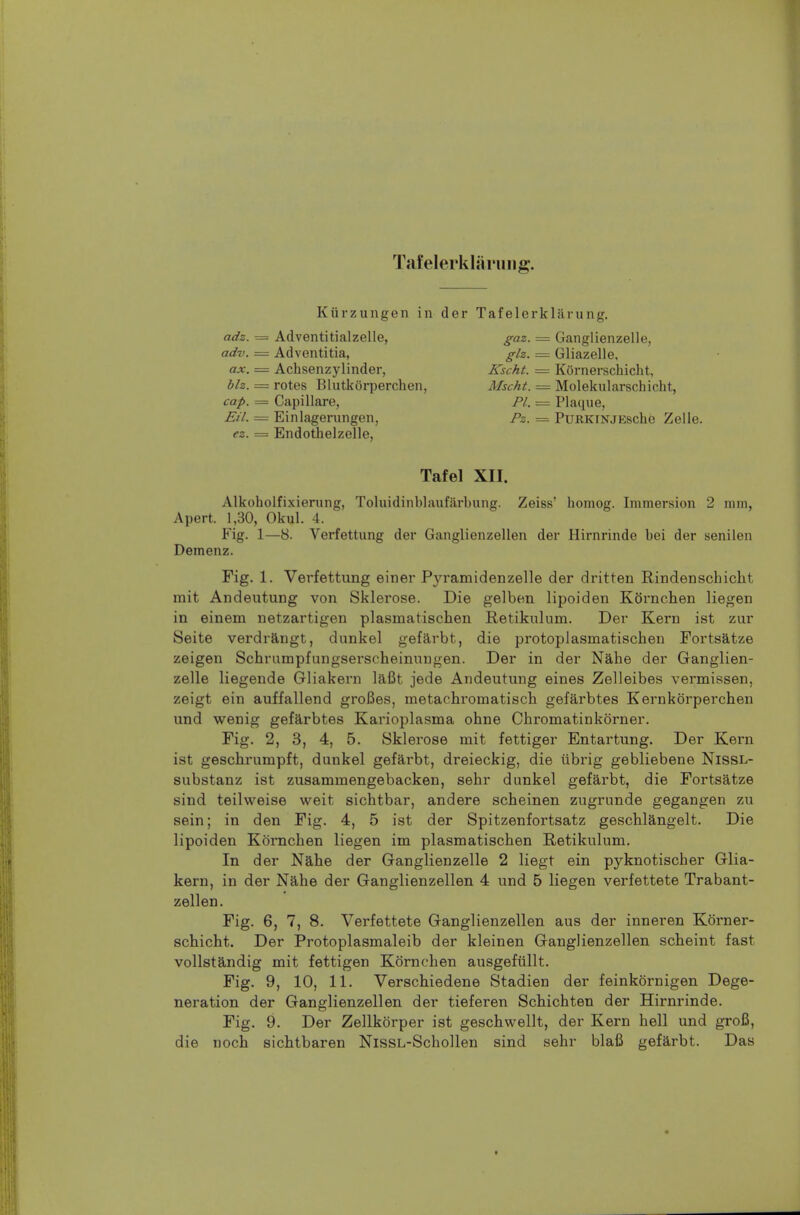 Tafelerklärung.
Kürzungen in der Tafelerklärung.
adz. = Adventitialzelle,
adv. = Adventitia,
ax. = Achsenzylinder,
blz. = rotes Blutkörperchen,
cap. = Capillare,
Eil. = Einlagerungen,
ez. = Endothelzelle,
gaz. = Ganglienzelle,
glz. = Gliazelle,
Kscht. = Körnerschicht,
Mscht. = Molekularschicht,
Pl. = Plaque,
Pz. = PURKINJEsche Zelle.
Tafel XII.
Alkoholfixierung, Toluidinblaufärbung. Zeiss' homog. Immersion 2 mm,
Apert. 1,30, Okul. 4.
Fig. 1—8. Verfettung der Ganglienzellen der Hirnrinde bei der senilen
Demenz.
Fig. 1. Verfettung einer Pyramidenzelle der dritten Rindenschicht
mit Andeutung von Sklerose. Die gelben lipoiden Körnchen liegen
in einem netzartigen plasmatischen Retikulum. Der Kern ist zur
Seite verdrängt, dunkel gefärbt, die protoplasmatischen Fortsätze
zeigen Schrumpfungserscheinungen. Der in der Nähe der Ganglien-
zelle liegende Gliakern läßt jede Andeutung eines Zelleibes vermissen,
zeigt ein auffallend großes, metachromatisch gefärbtes Kernkörperchen
und wenig gefärbtes Karioplasma ohne Chromatinkörner.
Fig. 2, 3, 4, 5. Sklerose mit fettiger Entartung. Der Kern
ist geschrumpft, dunkel gefärbt, dreieckig, die übrig gebliebene NISSL-
substanz ist zusammengebacken, sehr dunkel gefärbt, die Fortsätze
sind teilweise weit sichtbar, andere scheinen zugrunde gegangen zu
sein; in den Fig. 4, 5 ist der Spitzenfortsatz geschlängelt. Die
lipoiden Körnchen liegen im plasmatischen Retikulum.
In der Nähe der Ganglienzelle 2 liegt ein pyknotischer Glia-
kern, in der Nähe der Ganglienzellen 4 und 5 liegen verfettete Trabant-
zellen.
Fig. 6, 7, 8. Verfettete Ganglienzellen aus der inneren Körner-
schicht. Der Protoplasmaleib der kleinen Ganglienzellen scheint fast
vollständig mit fettigen Körnchen ausgefüllt.
Fig. 9, 10, 11. Verschiedene Stadien der feinkörnigen Dege-
neration der Ganglienzellen der tieferen Schichten der Hirnrinde.
Fig. 9. Der Zellkörper ist geschwellt, der Kern hell und groß,
die noch sichtbaren NISSL-Schollen sind sehr blaß gefärbt. Das